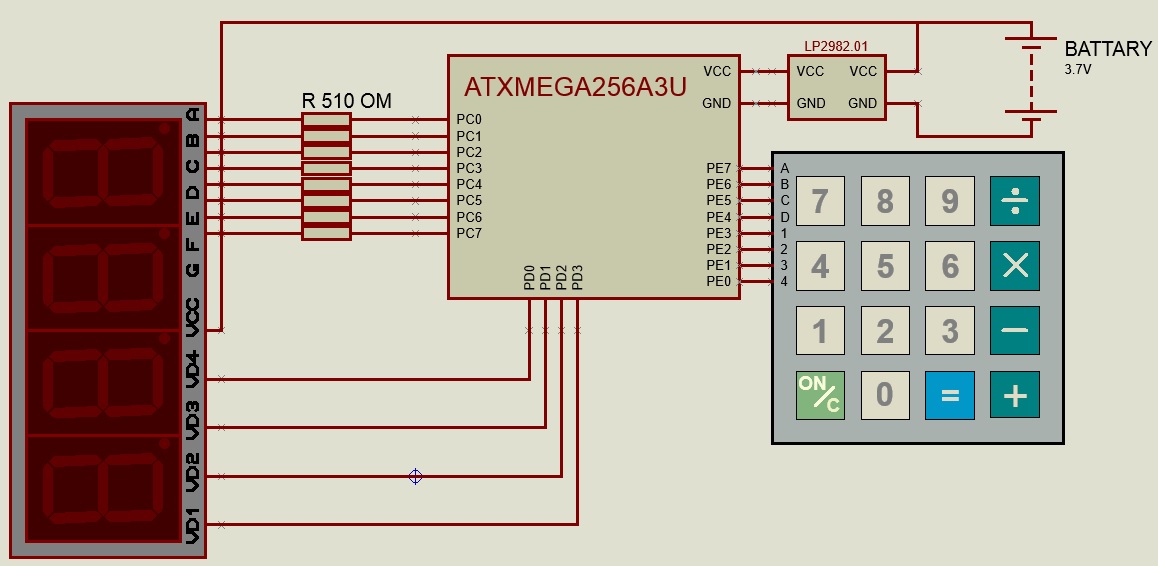 LP2982.01
BATTARY
3.7V
ATXMEGA256A3U
VCC
GND
VCC VCC
GND GND
R 510 OM
A
B
C
D
E
F
G
VCC
VD4
VD3
VD2
VD1
PC0
PC1
PC2
PC3
PC4
PC5
PC6
PC7
PD0
PD1
PD2
PD3
PE7
PE6
PE5
PE4
PE3
PE2
PE1
PE0
A
B
C
D
1
2
3
4
7 8 9 ÷
4 5 6 ×
1 2 3 −
ON/C 0 = +